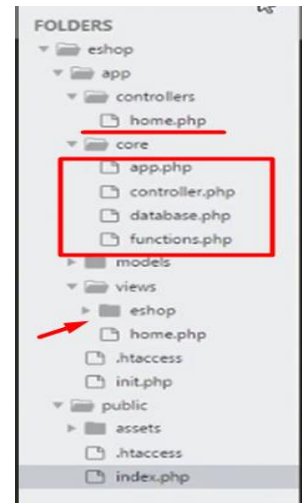 FOLDERS
eshop
app
controllers
home.php
core
app.php
controller.php
database.php
functions.php
models
views
eshop
home.php
.htaccess
init.php
public
assets
.htaccess
index.php